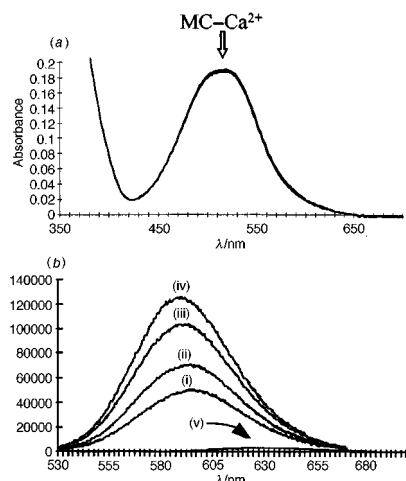 MC–Ca²⁺
(a)
0.2
0.18
0.16
0.14
0.12
0.1
0.08
0.06
0.04
0.02
0
Absorbance
350 450 550 650
λ/nm
(b)
140000
120000
100000
80000
60000
40000
20000
0
(iv)
(iii)
(ii)
(i)
(v)
530 555 580 605 630 655 680
λ/nm